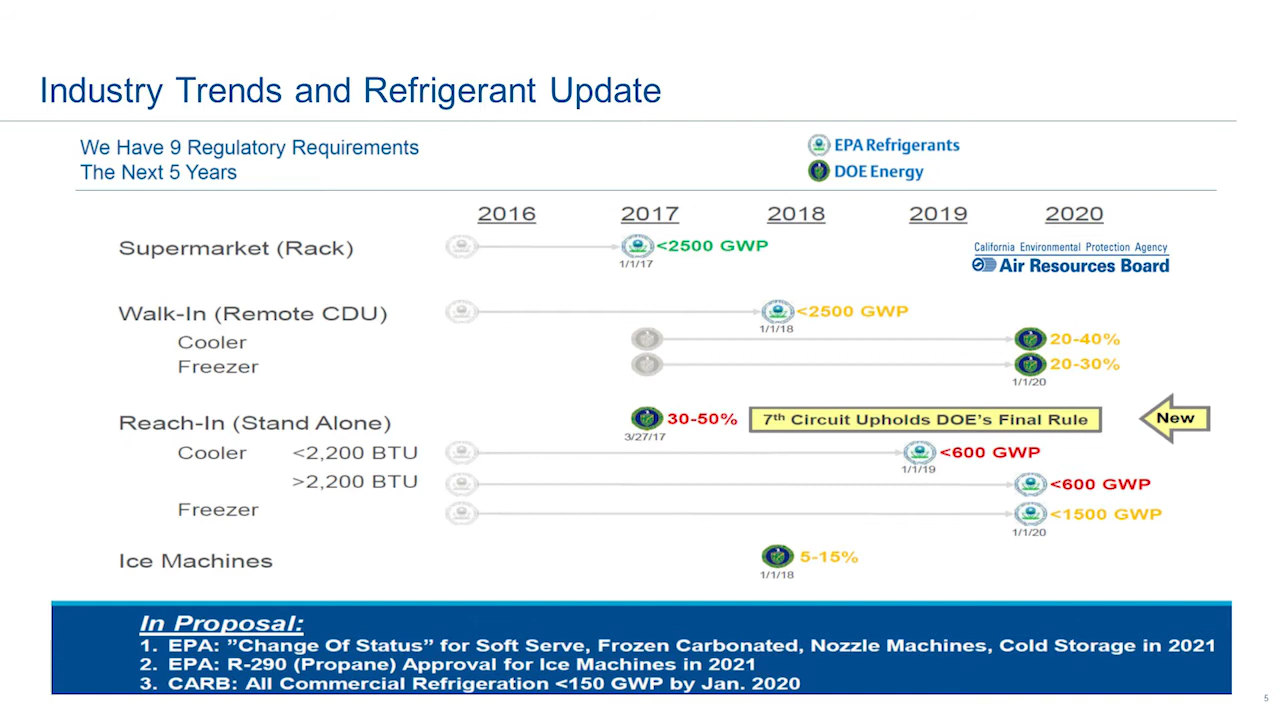 Industry Trends and Refrigerant Update
We Have 9 Regulatory Requirements
The Next 5 Years
EPA Refrigerants
DOE Energy
2016 2017 2018 2019 2020
Supermarket (Rack)
<2500 GWP
1/1/17
California Environmental Protection Agency
Air Resources Board
Walk-In (Remote CDU)
<2500 GWP
1/1/18
Cooler
20-40%
Freezer
20-30%
1/1/20
Reach-In (Stand Alone)
30-50%
3/27/17
7th Circuit Upholds DOE's Final Rule
New
Cooler <2,200 BTU
<600 GWP
1/1/19
>2,200 BTU
<600 GWP
Freezer
<1500 GWP
1/1/20
Ice Machines
5-15%
1/1/18
In Proposal:
1. EPA: ”Change Of Status” for Soft Serve, Frozen Carbonated, Nozzle Machines, Cold Storage in 2021
2. EPA: R-290 (Propane) Approval for Ice Machines in 2021
3. CARB: All Commercial Refrigeration <150 GWP by Jan. 2020
5